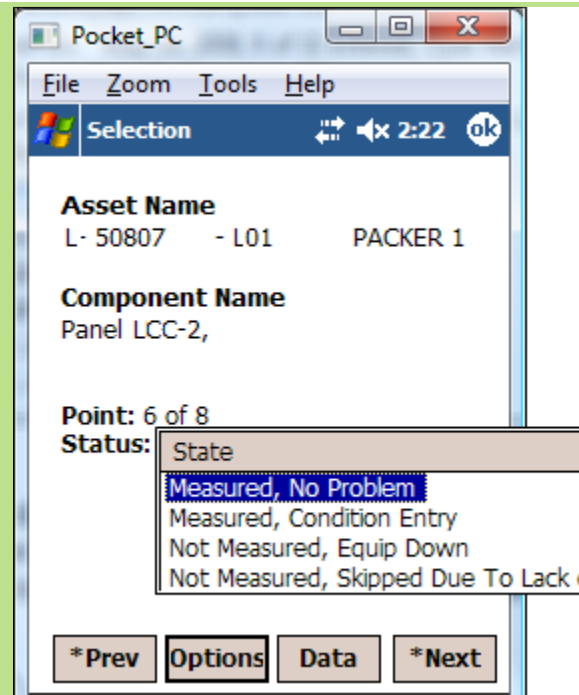 Pocket_PC
File Zoom Tools Help
Selection 2:22 ok
Asset Name
L- 50807 - L01 PACKER 1
Component Name
Panel LCC-2,
Point: 6 of 8
Status:
State
Measured, No Problem
Measured, Condition Entry
Not Measured, Equip Down
Not Measured, Skipped Due To Lack
*Prev Options Data *Next